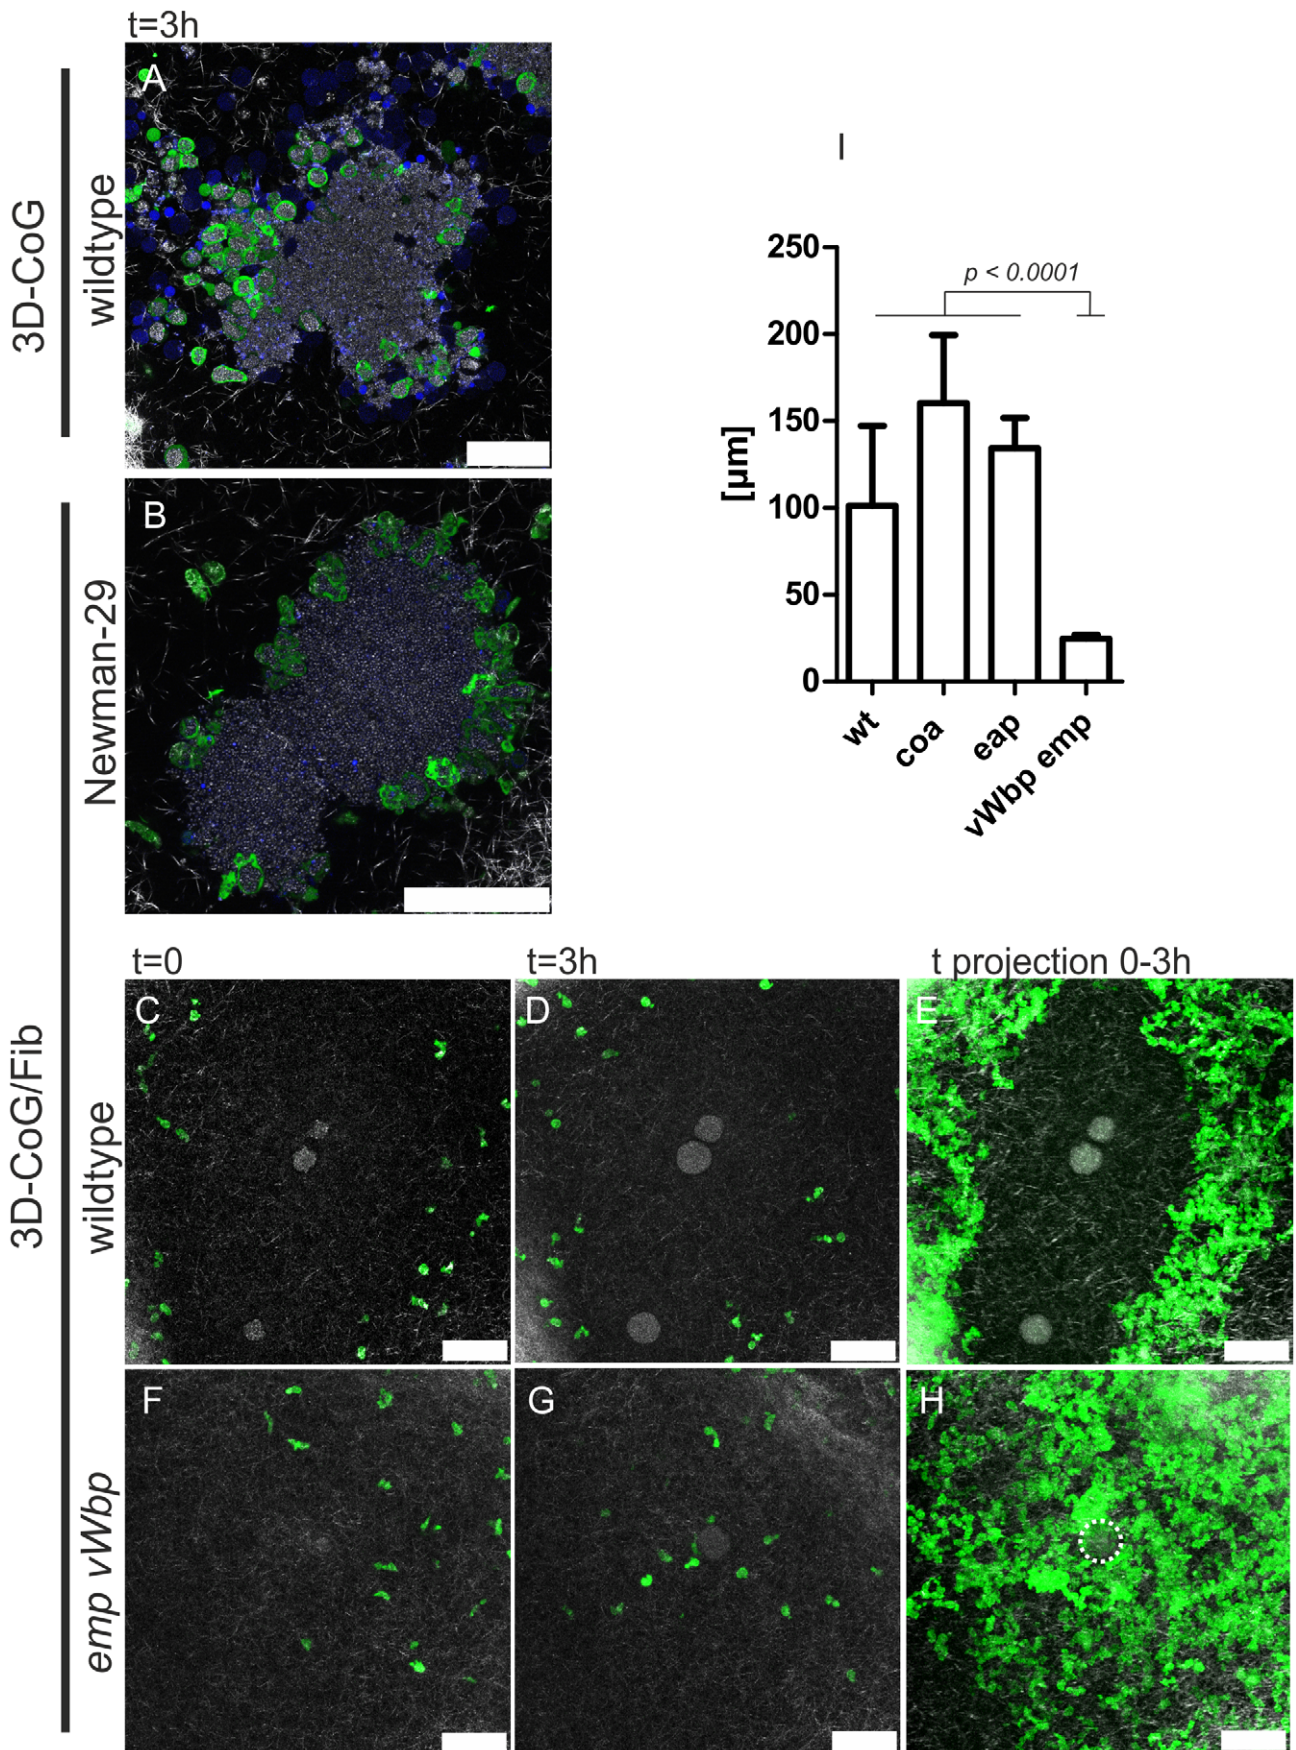 t=3h
A
3D-CoG
wildtype
B
Newman-29
3D-CoG/Fib
t=0
t=3h
t projection 0-3h
C
D
E
wildtype
F
G
H
emp vWbp
I
250
200
150
100
50
0
[µm]
p < 0.0001
wt
coa
eap
vWbp emp